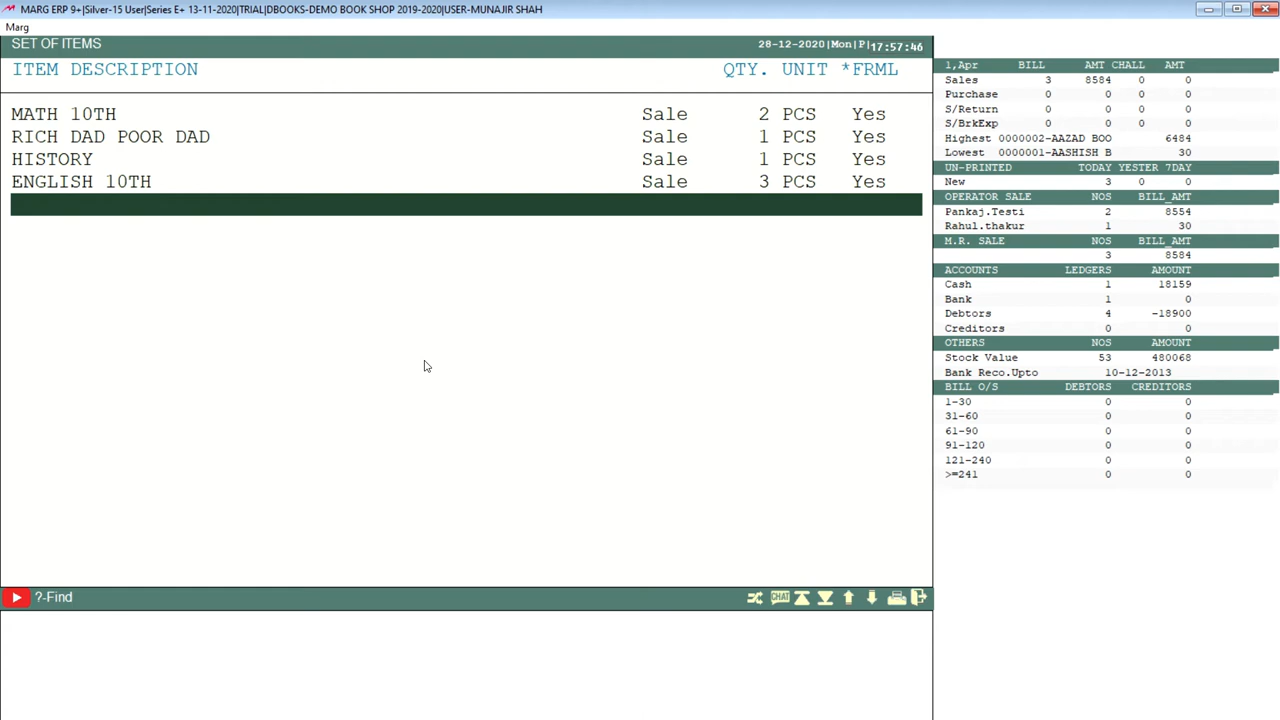 MARG ERP 9+|Silver-15 User|Series E+ 13-11-2020|TRIAL|DBOOKS-DEMO BOOK SHOP 2019-2020|USER-MUNAJIR SHAH
Marg
SET OF ITEMS 28-12-2020|Mon|P|17:57:46
ITEM DESCRIPTION QTY. UNIT *FRML
MATH 10TH Sale 2 PCS Yes
RICH DAD POOR DAD Sale 1 PCS Yes
HISTORY Sale 1 PCS Yes
ENGLISH 10TH Sale 3 PCS Yes
?-Find CHAT
1,Apr BILL AMT CHALL AMT
Sales 3 8584 0 0
Purchase 0 0 0 0
S/Return 0 0 0 0
S/BrkExp 0 0 0 0
Highest 0000002-AAZAD BOO 6484
Lowest 0000001-AASHISH B 30
UN-PRINTED TODAY YESTER 7DAY
New 3 0 0
OPERATOR SALE NOS BILL_AMT
Pankaj.Testi 2 8554
Rahul.thakur 1 30
M.R. SALE NOS BILL_AMT
3 8584
ACCOUNTS LEDGERS AMOUNT
Cash 1 18159
Bank 1 0
Debtors 4 -18900
Creditors 0 0
OTHERS NOS AMOUNT
Stock Value 53 480068
Bank Reco.Upto 10-12-2013
BILL O/S DEBTORS CREDITORS
1-30 0 0
31-60 0 0
61-90 0 0
91-120 0 0
121-240 0 0
>=241 0 0